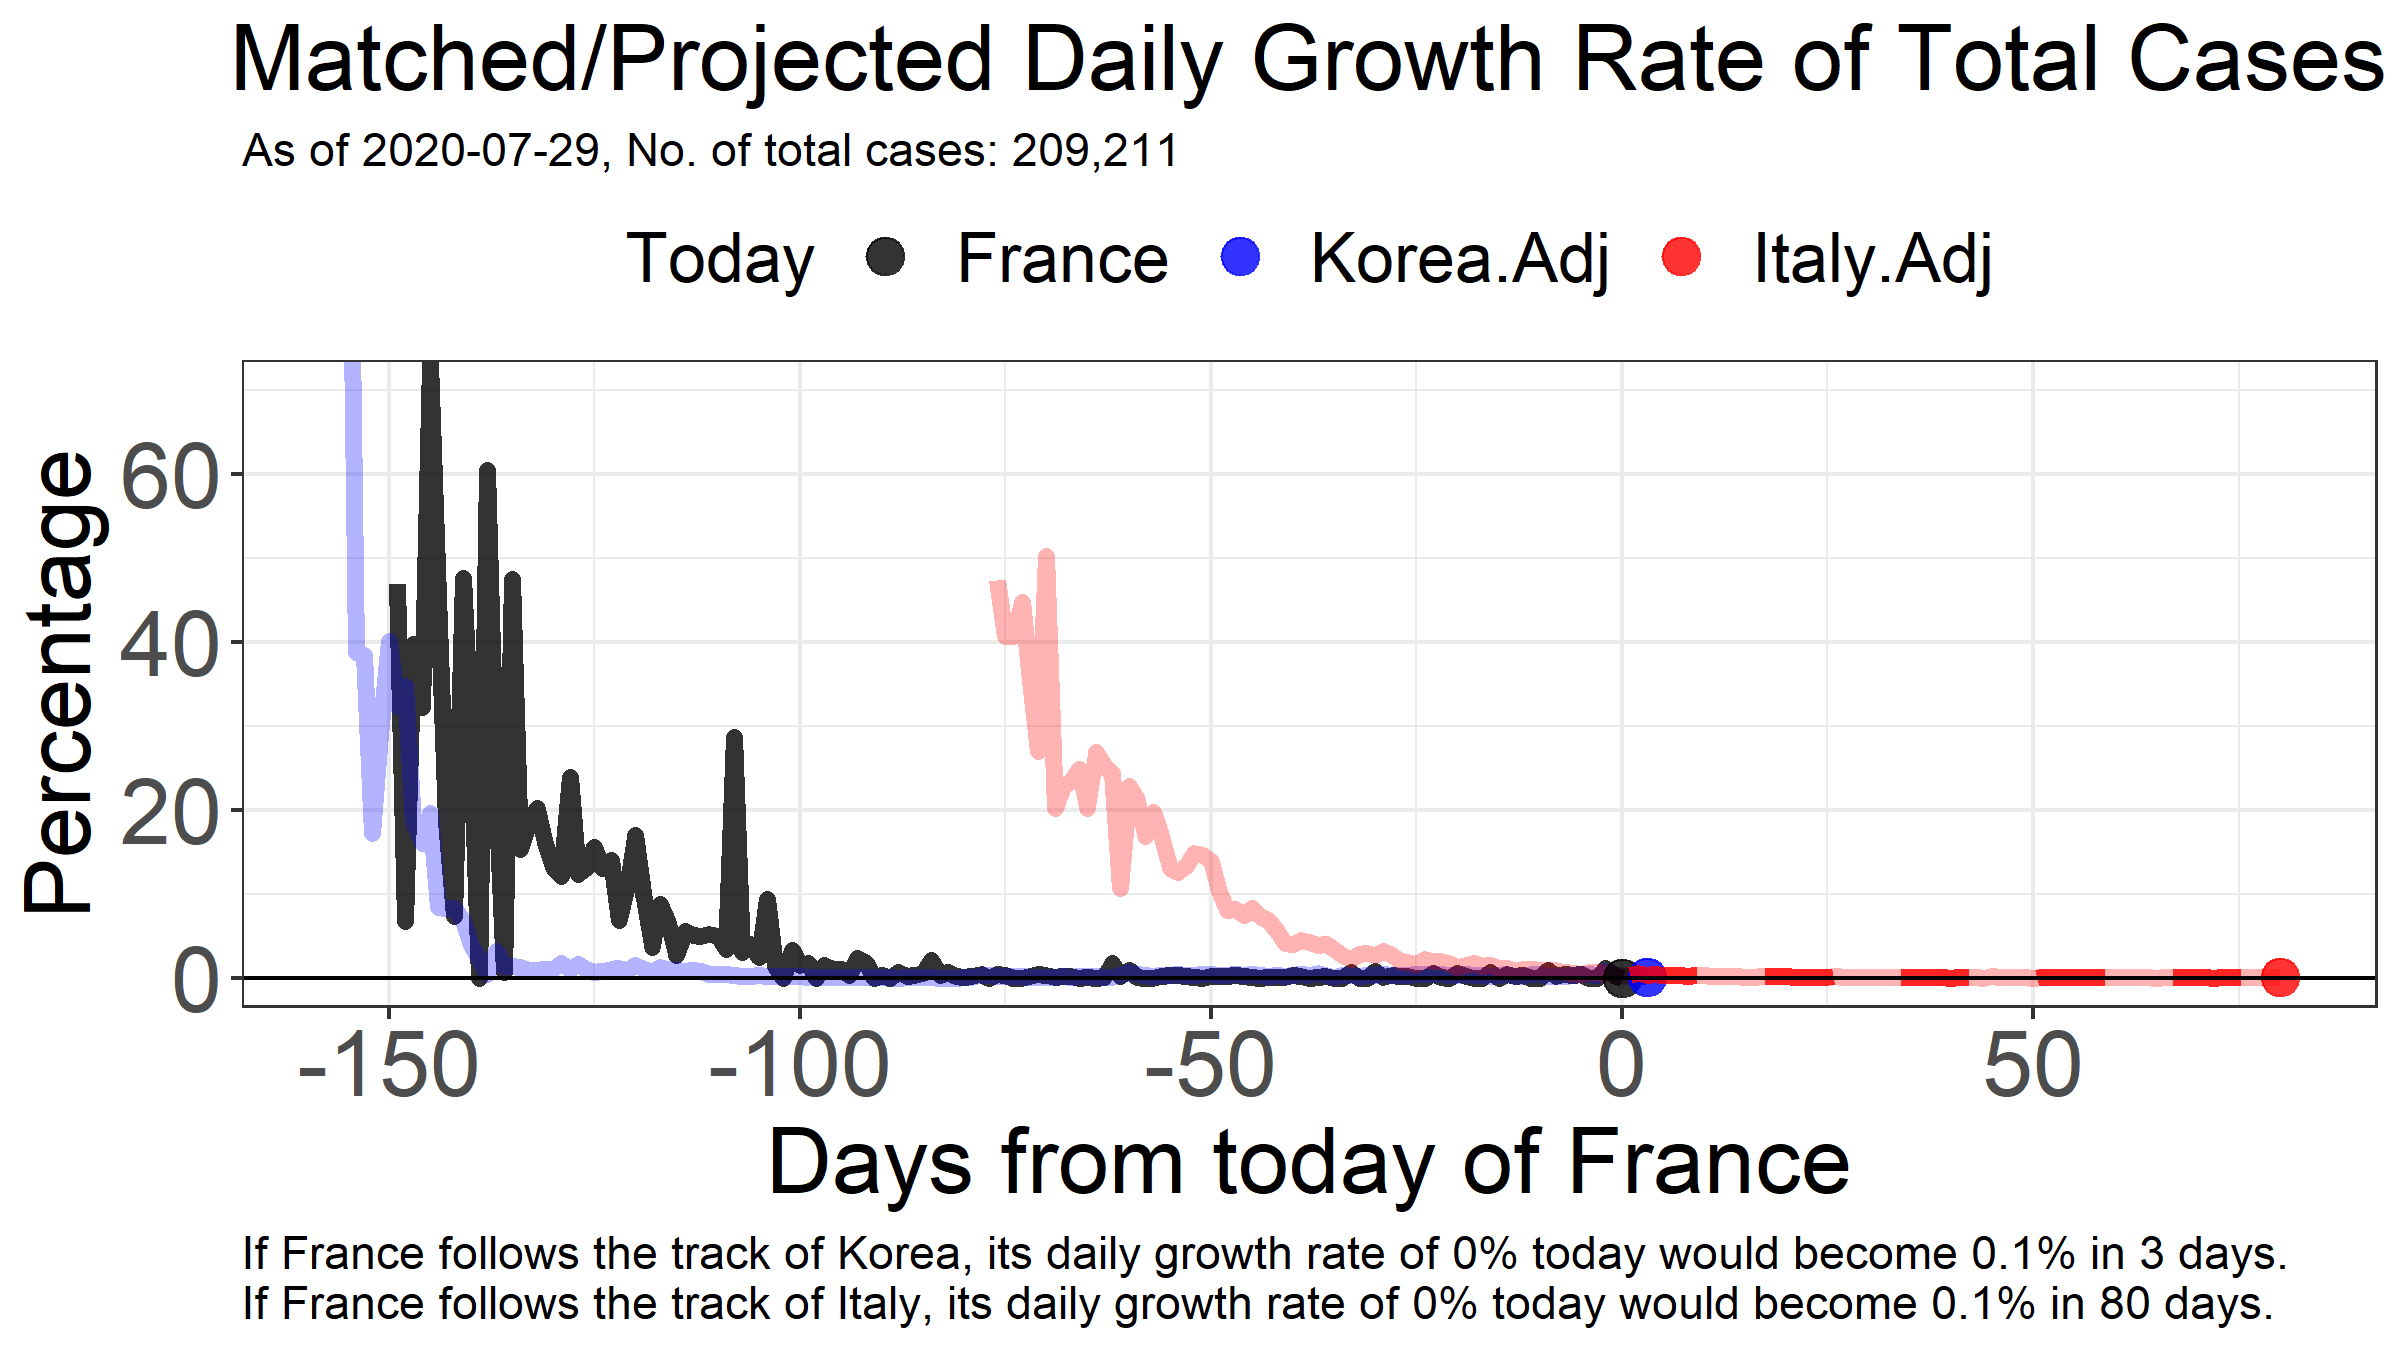 Matched/Projected Daily Growth Rate of Total Cases
As of 2020-07-29, No. of total cases: 209,211
Today France Korea.Adj Italy.Adj
Percentage
60
40
20
0
-150 -100 -50 0 50
Days from today of France
If France follows the track of Korea, its daily growth rate of 0% today would become 0.1% in 3 days.
If France follows the track of Italy, its daily growth rate of 0% today would become 0.1% in 80 days.